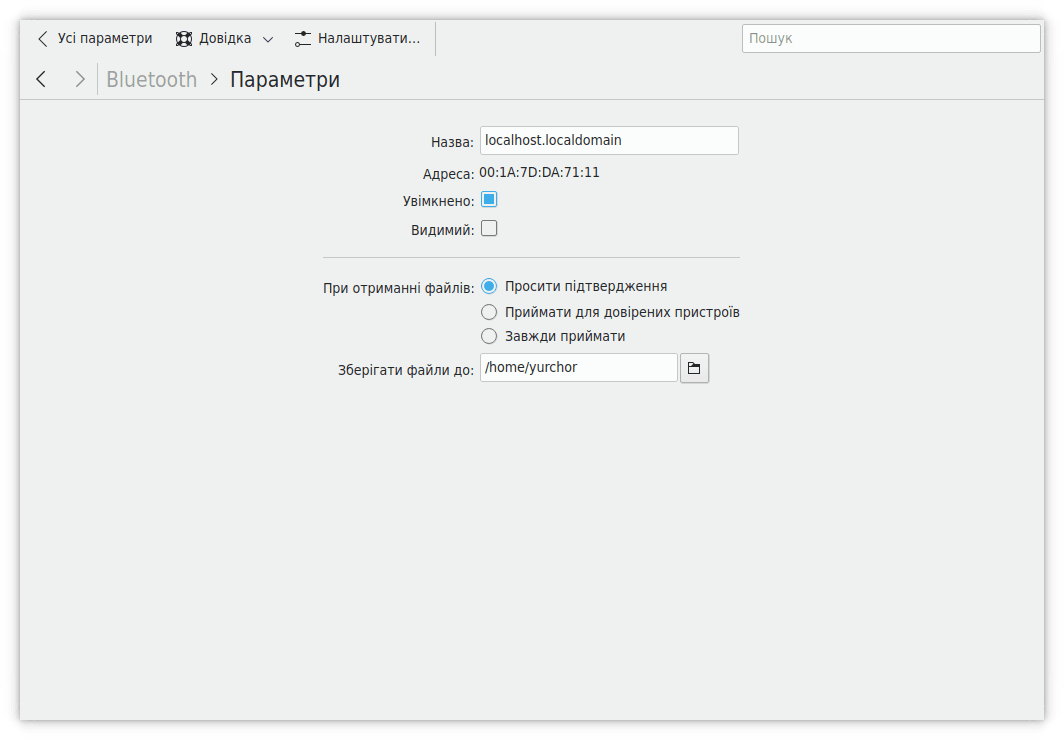 Усі параметри Довідка Налаштувати... Пошук
Bluetooth > Параметри
Назва: localhost.localdomain
Адреса: 00:1A:7D:DA:71:11
Увімкнено:
Видимий:
При отриманні файлів: Просити підтвердження
Приймати для довірених пристроїв
Завжди приймати
Зберігати файли до: /home/yurchor